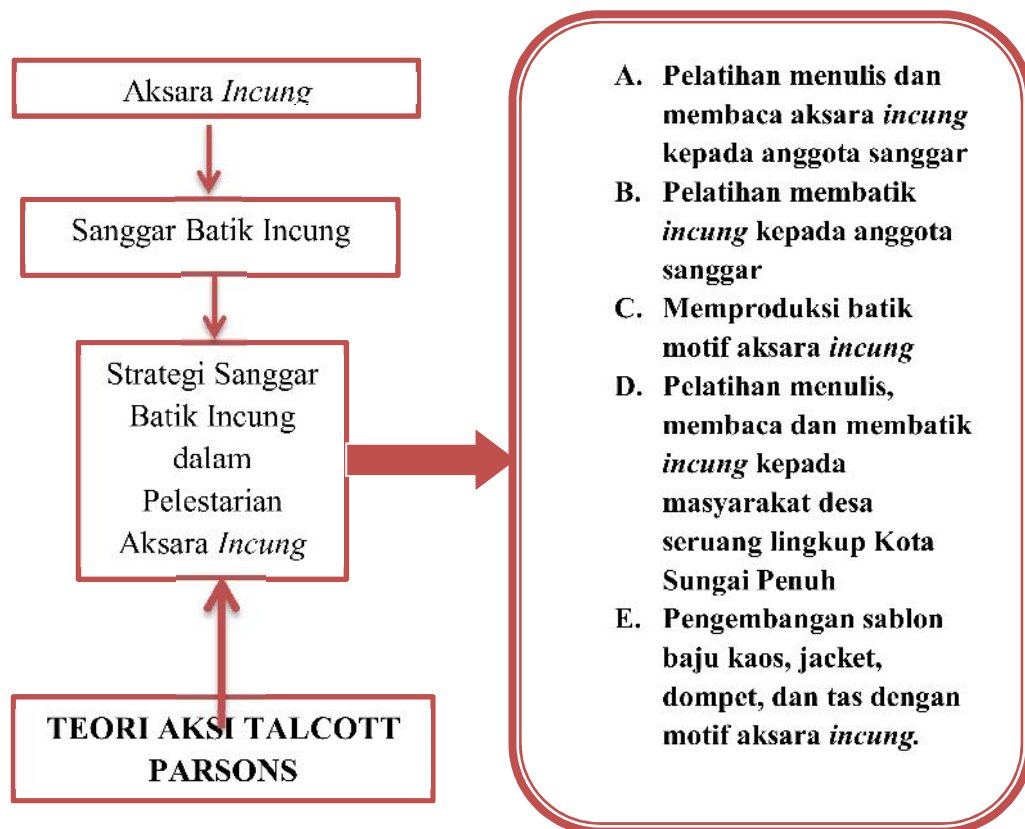 Aksara Incung
Sanggar Batik Incung
Strategi Sanggar
Batik Incung
dalam
Pelestarian
Aksara Incung
TEORI AKSI TALCOTT
PARSONS
A. Pelatihan menulis dan
membaca aksara incung
kepada anggota sanggar
B. Pelatihan membatik
incung kepada anggota
sanggar
C. Memproduksi batik
motif aksara incung
D. Pelatihan menulis,
membaca dan membatik
incung kepada
masyarakat desa
seruang lingkup Kota
Sungai Penuh
E. Pengembangan sablon
baju kaos, jacket,
dompet, dan tas dengan
motif aksara incung.